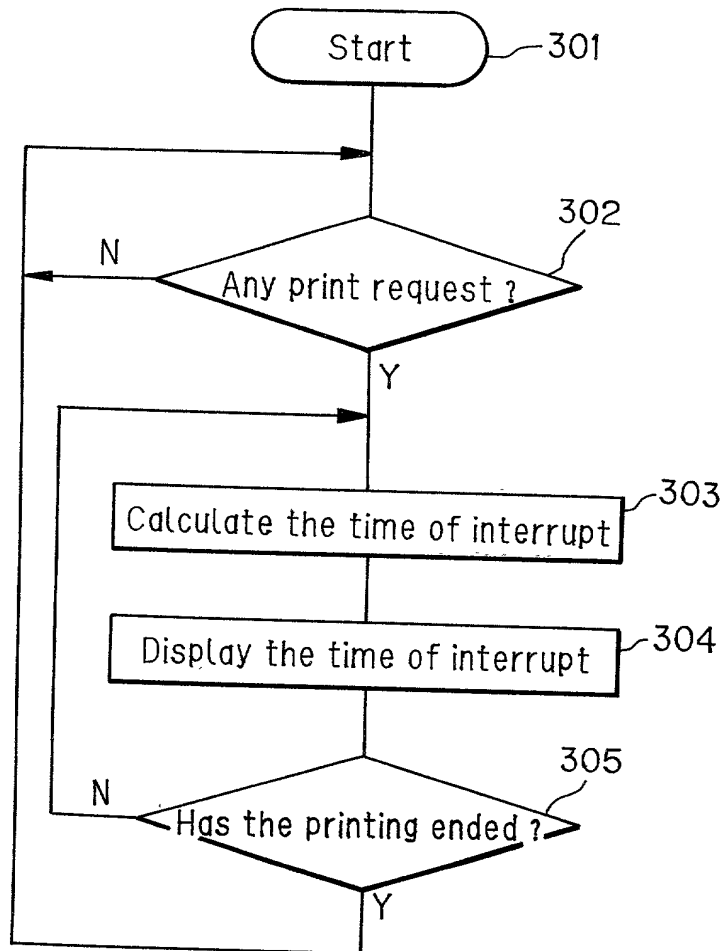 Start
301
302
N
Any print request ?
Y
303
Calculate the time of interrupt
304
Display the time of interrupt
305
N
Has the printing ended ?
Y